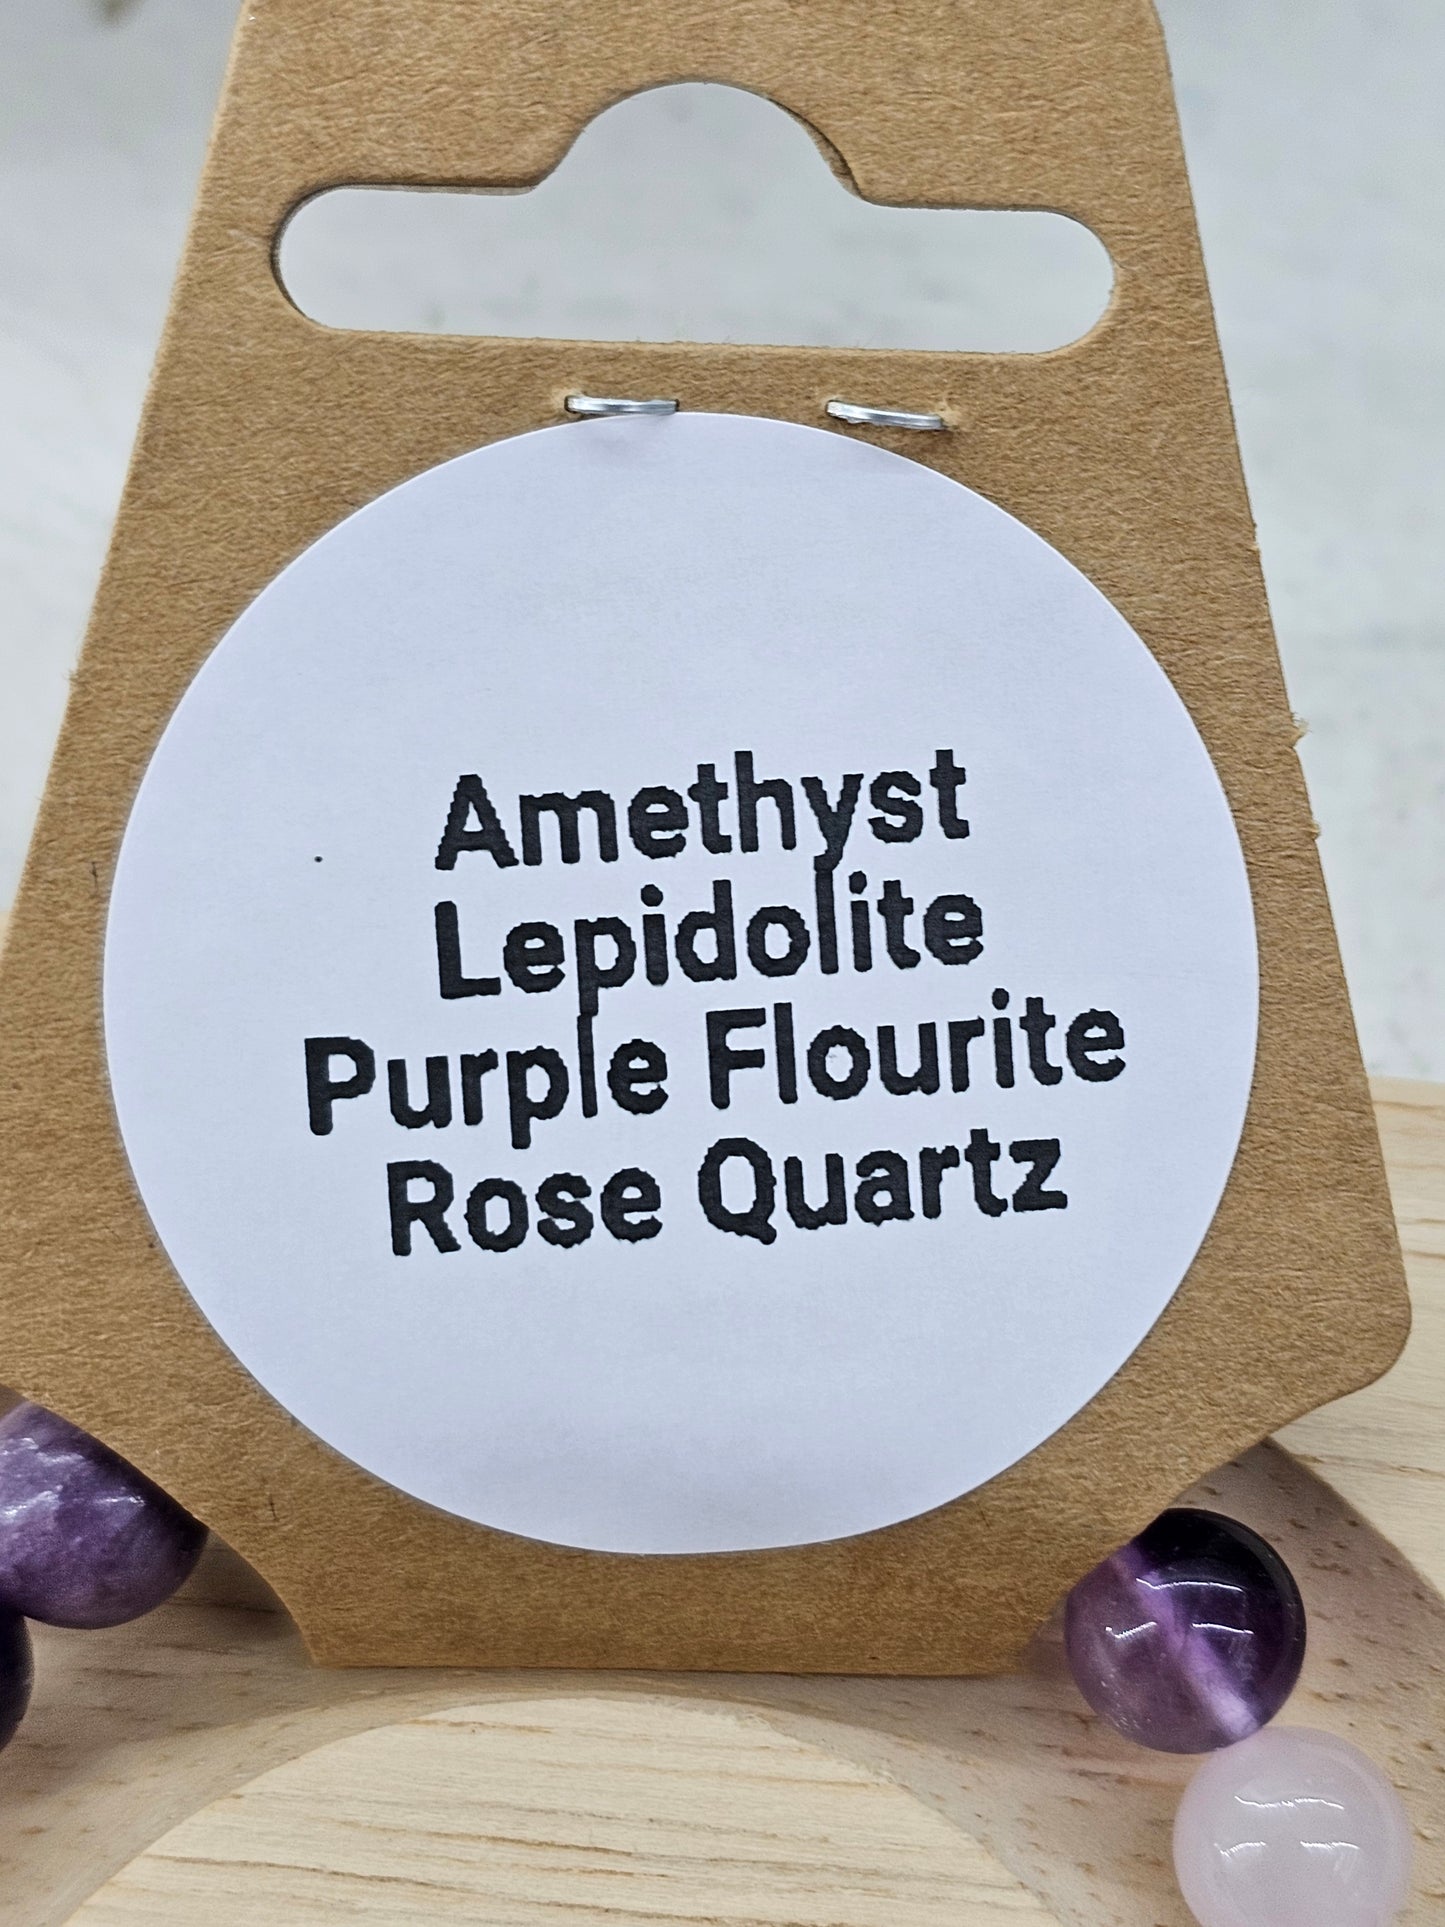 Amethyst
Lepidolite
Purple Flourite
Rose Quartz